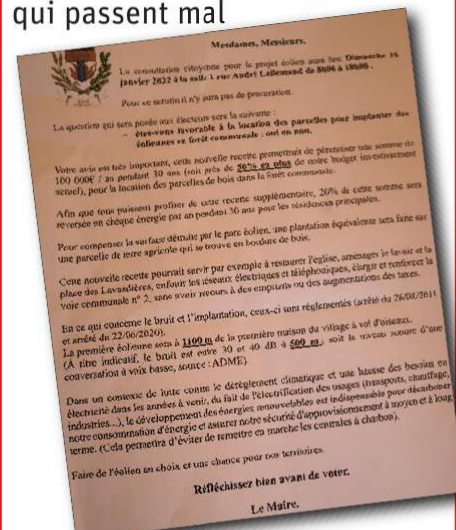 qui passent mal
Mesdames, Messieurs,
La consultation citoyenne pour le projet éolien aura lieu Dimanche 16
janvier 2022 à la salle 1 rue André Lallemand de 8h00 à 18h00.
Pour ce scrutin il n'y aura pas de procuration.
La question qui sera posée aux électeurs sera la suivante :
- êtes-vous favorable à la location des parcelles pour implanter des
éoliennes en forêt communale : oui ou non.
Votre avis est très important, cette nouvelle recette permettrait de pérenniser une somme de
100 000€ / an pendant 30 ans (soit près de 50% en plus de notre budget investissement
actuel), pour la location des parcelles de bois dans la forêt communale.
Afin que tous puissent profiter de cette recette supplémentaire, 20% de cette somme sera
reversée en chèque énergie par an pendant 30 ans pour les résidences principales.
Pour compenser la surface détruite par le parc éolien, une plantation équivalente sera faite sur
une parcelle de terre agricole qui se trouve en bordure de bois.
Cette nouvelle recette pourrait servir par exemple à restaurer l'église, aménager le lavoir et la
place des Lavandières, enfouir les réseaux électriques et téléphoniques, élargir et renforcer la
voie communale n° 2, sans avoir recours à des emprunts ou des augmentations des taxes.
En ce qui concerne le bruit et l'implantation, ceux-ci sont réglementés (arrêté du 26/08/2011
et arrêté du 22/06/2020).
La première éolienne sera à 1100 m de la première maison du village à vol d'oiseaux.
(À titre indicatif, le bruit est entre 30 et 40 dB à 500 m, soit le niveau sonore d'une
conversation à voix basse, source : ADME)
Dans un contexte de lutte contre le dérèglement climatique et une hausse des besoins en
électricité dans les années à venir, du fait de l'électrification des usages (transports, chauffage,
industries...), le développement des énergies renouvelables est indispensable pour décarboner
notre consommation d'énergie et assurer notre sécurité d'approvisionnement à moyen et à long
terme. (Cela permettra d'éviter de remettre en marche les centrales à charbon).
Faire de l'éolien un choix et une chance pour nos territoires.
Réfléchissez bien avant de voter.
Le Maire.